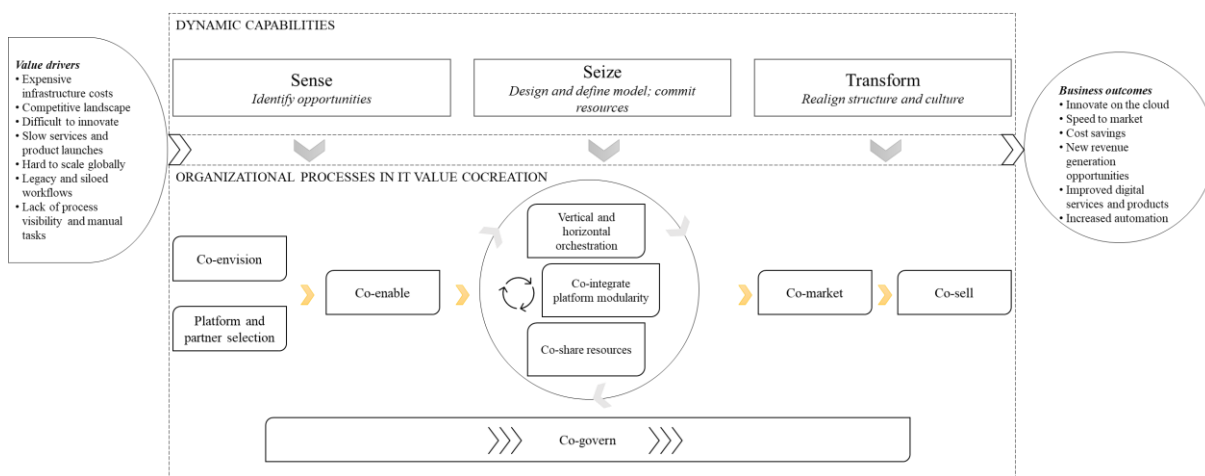 DYNAMIC CAPABILITIES
Value drivers
• Expensive
infrastructure costs
• Competitive landscape
• Difficult to innovate
• Slow services and
product launches
• Hard to scale globally
• Legacy and siloed
workflows
• Lack of process
visibility and manual
tasks
Sense
Identify opportunities
Seize
Design and define model; commit
resources
Transform
Realign structure and culture
Business outcomes
• Innovate on the cloud
• Speed to market
• Cost savings
• New revenue
generation
opportunities
• Improved digital
services and products
• Increased automation
ORGANIZATIONAL PROCESSES IN IT VALUE COCREATION
Co-envision
Platform and
partner selection
Co-enable
Vertical and
horizontal
orchestration
Co-integrate
platform modularity
Co-share resources
Co-market
Co-sell
Co-govern